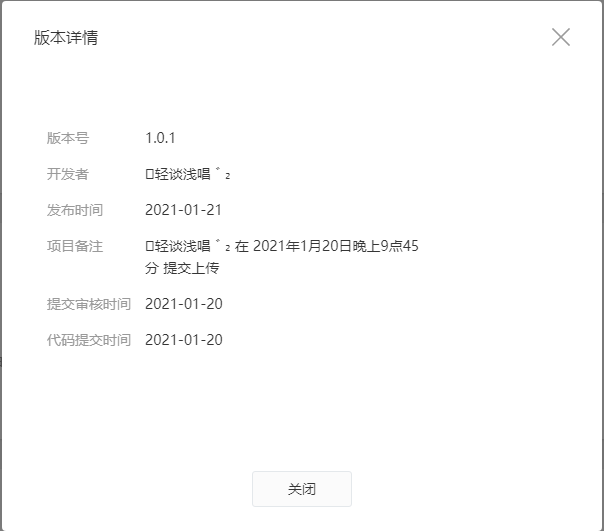 版本详情
版本号 1.0.1
开发者 轻谈浅唱゜₂
发布时间 2021-01-21
项目备注 轻谈浅唱゜₂ 在 2021年1月20日晚上9点45
分 提交上传
提交审核时间 2021-01-20
代码提交时间 2021-01-20
关闭